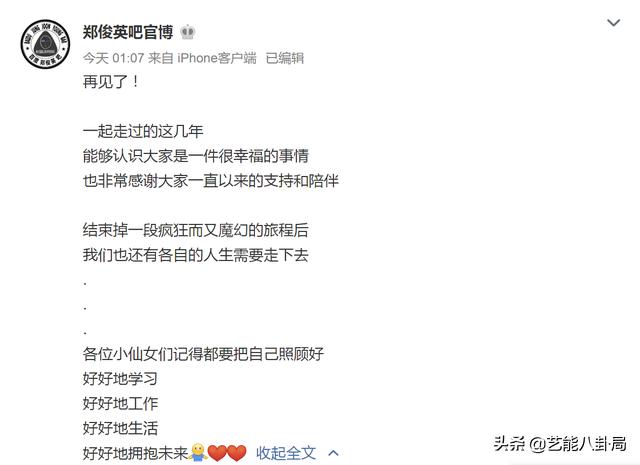 郑俊英吧官博
今天 01:07 来自 iPhone客户端 已编辑
再见了！
一起走过的这几年
能够认识大家是一件很幸福的事情
也非常感谢大家一直以来的支持和陪伴
结束掉一段疯狂而又魔幻的旅程后
我们也还有各自的人生需要走下去
.
.
.
各位小仙女们记得都要把自己照顾好
好好地学习
好好地工作
好好地生活
好好地拥抱未来 收起全文
头条 @艺能八卦局